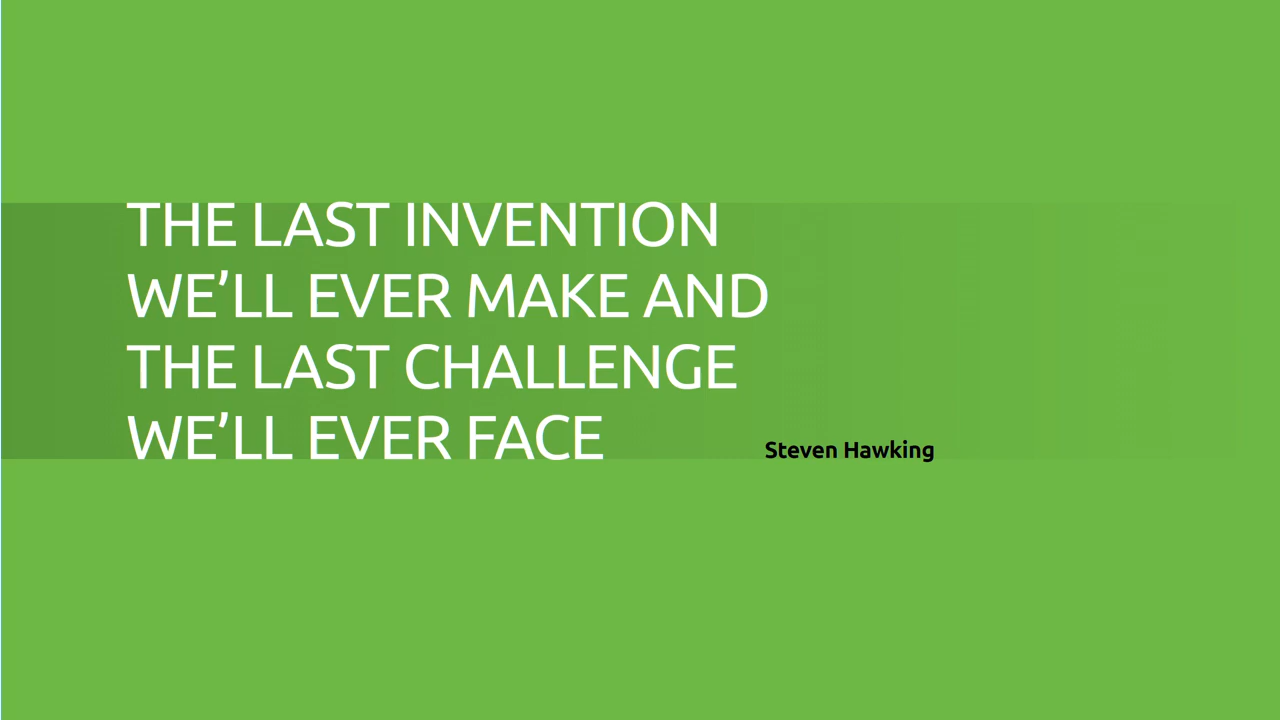 THE LAST INVENTION
WE’LL EVER MAKE AND
THE LAST CHALLENGE
WE’LL EVER FACE
Steven Hawking